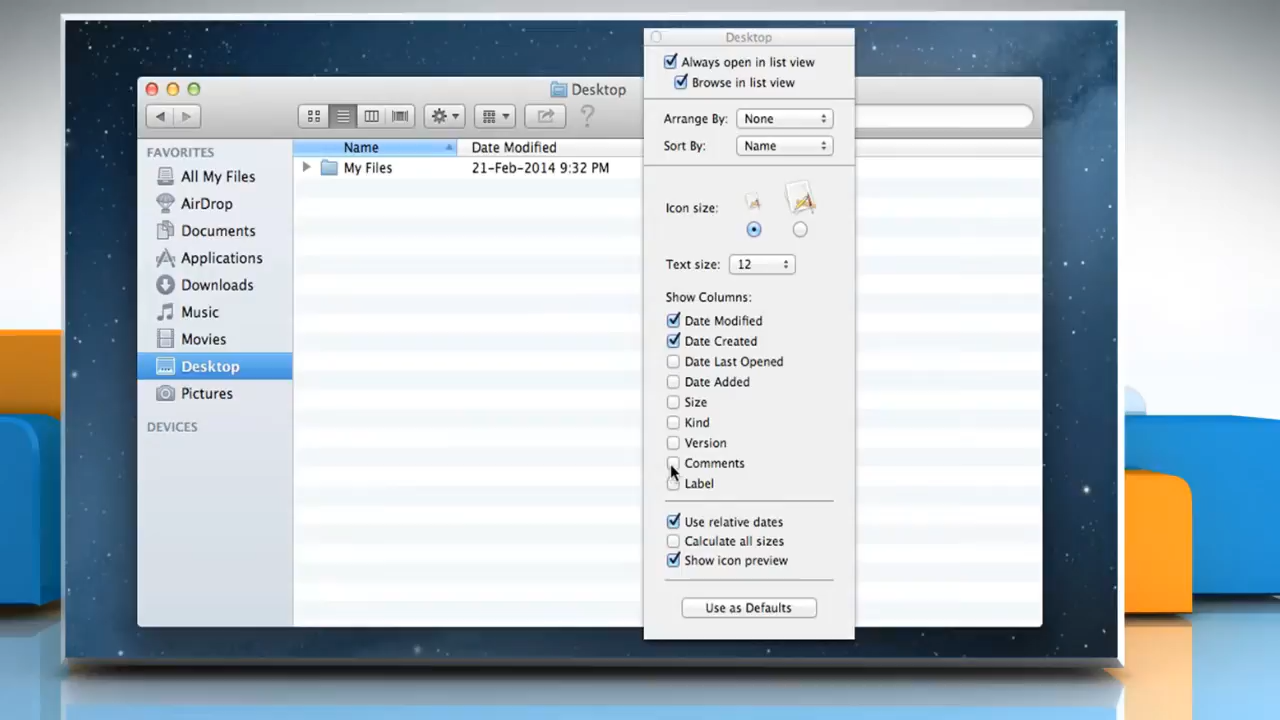 Desktop
Always open in list view
Browse in list view
Arrange By: None
Sort By: Name
Icon size:
Text size: 12
Show Columns:
Date Modified
Date Created
Date Last Opened
Date Added
Size
Kind
Version
Comments
Label
Use relative dates
Calculate all sizes
Show icon preview
Use as Defaults
Desktop
?
FAVORITES
All My Files
AirDrop
Documents
Applications
Downloads
Music
Movies
Desktop
Pictures
DEVICES
Name Date Modified
My Files 21-Feb-2014 9:32 PM